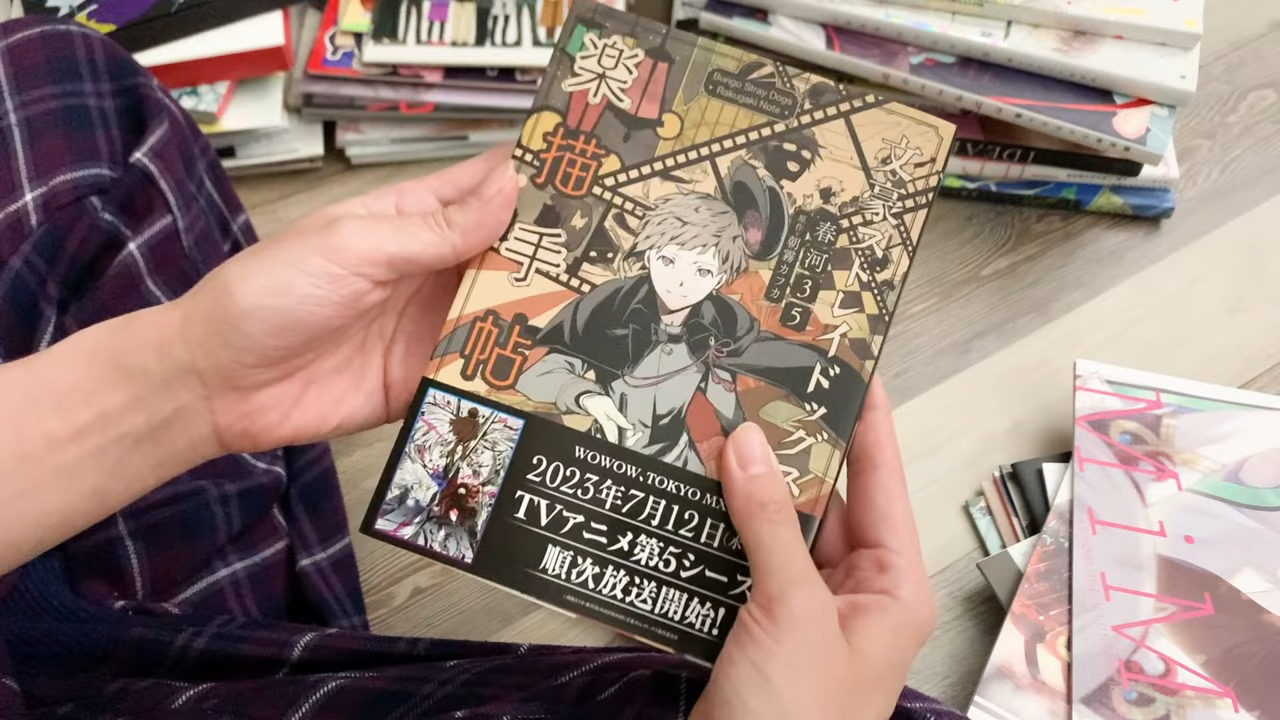 Bungo Stray Dogs
Rakugaki Note
文豪ストレイドッグス
楽描手帖
春河35
朝霧カフカ
WOWOW、TOKYO MX
2023年7月12日(水
TVアニメ第5シーズ
順次放送開始!
IDEA
MiMi